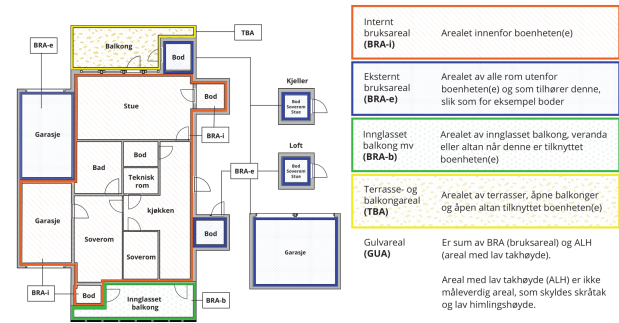 BRA-e
Balkong
TBA
Bod
Kjeller
Stue
Bod
Bod
Soverom
Stue
Garasje
BRA-i
Loft
Bad
Bod
Teknisk
rom
BRA-e
Bod
Soverom
Stue
Garasje
kjøkken
Bod
Soverom
Soverom
Garasje
BRA-i
Bod
Innglasset
balkong
BRA-b
Internt
bruksareal
(BRA-i)
Arealet innenfor boenheten(e)
Eksternt
bruksareal
(BRA-e)
Arealet av alle rom utenfor
boenheten(e) og som tilhører denne,
slik som for eksempel boder
Innglasset
balkong mv
(BRA-b)
Arealet av innglasset balkong, veranda
eller altan når denne er tilknyttet
boenheten(e)
Terrasse- og
balkongareal
(TBA)
Arealet av terrasser, åpne balkonger
og åpen altan tilknyttet boenheten(e)
Gulvareal
(GUA)
Er sum av BRA (bruksareal) og ALH
(areal med lav takhøyde).
Areal med lav takhøyde (ALH) er ikke
måleverdig areal, som skyldes skråtak
og lav himlingshøyde.